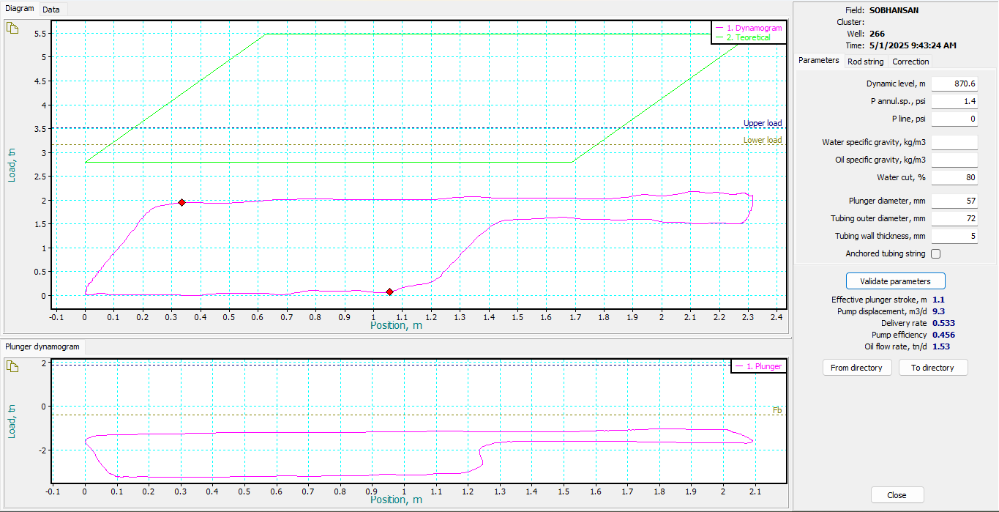 Diagram Data
5.5
5
4.5
4
3.5
3
2.5
2
1.5
1
0.5
0
Load, tn
1. Dynamogram
2. Teoretical
Upper load
Lower load
-0.1 0 0.1 0.2 0.3 0.4 0.5 0.6 0.7 0.8 0.9 1 1.1 1.2 1.3 1.4 1.5 1.6 1.7 1.8 1.9 2 2.1 2.2 2.3 2.4
Position, m
Plunger dynamogram
2
0
-2
Load, tn
1. Plunger
Fb
-0.1 0 0.1 0.2 0.3 0.4 0.5 0.6 0.7 0.8 0.9 1 1.1 1.2 1.3 1.4 1.5 1.6 1.7 1.8 1.9 2 2.1
Position, m
Field: SOBHANSAN
Cluster:
Well: 266
Time: 5/1/2025 9:43:24 AM
Parameters Rod string Correction
Dynamic level, m 870.6
P annul.sp., psi 1.4
P line, psi 0
Water specific gravity, kg/m3
Oil specific gravity, kg/m3
Water cut, % 80
Plunger diameter, mm 57
Tubing outer diameter, mm 72
Tubing wall thickness, mm 5
Anchored tubing string
Validate parameters
Effective plunger stroke, m 1.1
Pump displacement, m3/d 9.3
Delivery rate 0.533
Pump efficiency 0.456
Oil flow rate, tn/d 1.53
From directory To directory
Close